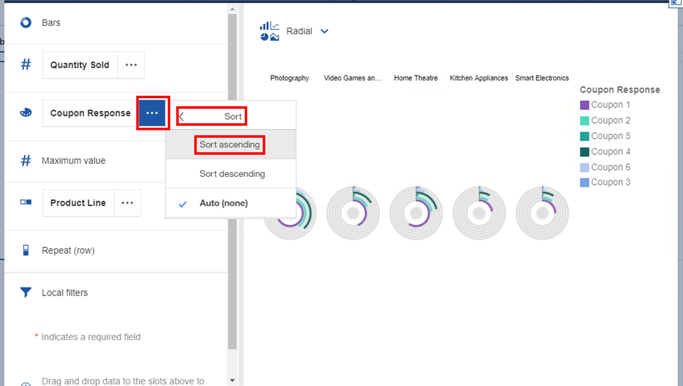 Bars
Quantity Sold
Coupon Response
Maximum value
Product Line
Repeat (row)
Local filters
* Indicates a required field
Drag and drop data to the slots above to
Sort
Sort ascending
Sort descending
Auto (none)
Radial
Photography
Video Games an...
Home Theatre
Kitchen Appliances
Smart Electronics
Coupon Response
Coupon 1
Coupon 2
Coupon 5
Coupon 4
Coupon 6
Coupon 3